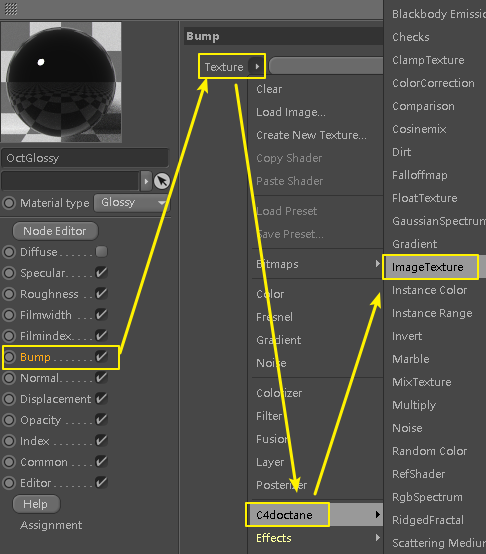 OctGlossy
Material type Glossy
Node Editor
Diffuse . . . . . .
Specular. . . . .
Roughness . . .
Filmwidth . . . .
Filmindex. . . .
Bump . . . . . . .
Normal. . . . . .
Displacement
Opacity . . . . .
Index . . . . . . .
Common . . . .
Editor . . . . . . .
Help
Assignment
Bump
Texture
Clear
Load Image...
Create New Texture...
Copy Shader
Paste Shader
Load Preset
Save Preset...
Bitmaps
Color
Fresnel
Gradient
Noise
Colorizer
Filter
Fusion
Layer
Posterizer
C4doctane
Effects
Blackbody Emissio
Checks
ClampTexture
ColorCorrection
Comparison
Cosinemix
Dirt
Falloffmap
FloatTexture
GaussianSpectrum
Gradient
ImageTexture
Instance Color
Instance Range
Invert
Marble
MixTexture
Multiply
Noise
Random Color
RefShader
RgbSpectrum
RidgedFractal
Scattering Medium